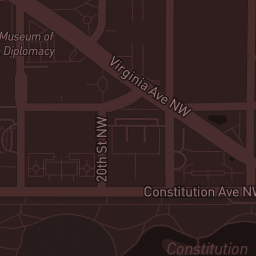 Museum of
Diplomacy
Virginia Ave NW
20th St NW
Constitution Ave NW
Constitution